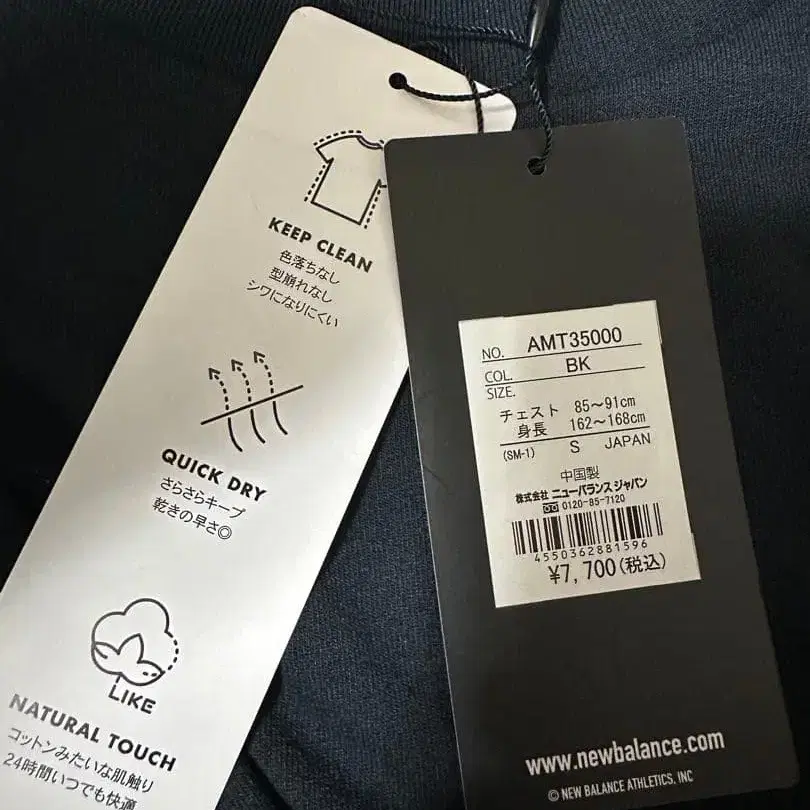 KEEP CLEAN
色落ちなし
型崩れなし
シワになりにくい
QUICK DRY
さらさらキープ
乾きの早さ◎
LIKE
NATURAL TOUCH
コットンみたいな肌触り
24時間いつでも快適
NO. AMT35000
COL. BK
SIZE.
チェスト 85～91cm
身長 162～168cm
(SM-1) S JAPAN
中国製
株式会社 ニューバランス ジャパン
0120-85-7120
4550362881596
¥7,700(税込)
www.newbalance.com
© NEW BALANCE ATHLETICS, INC